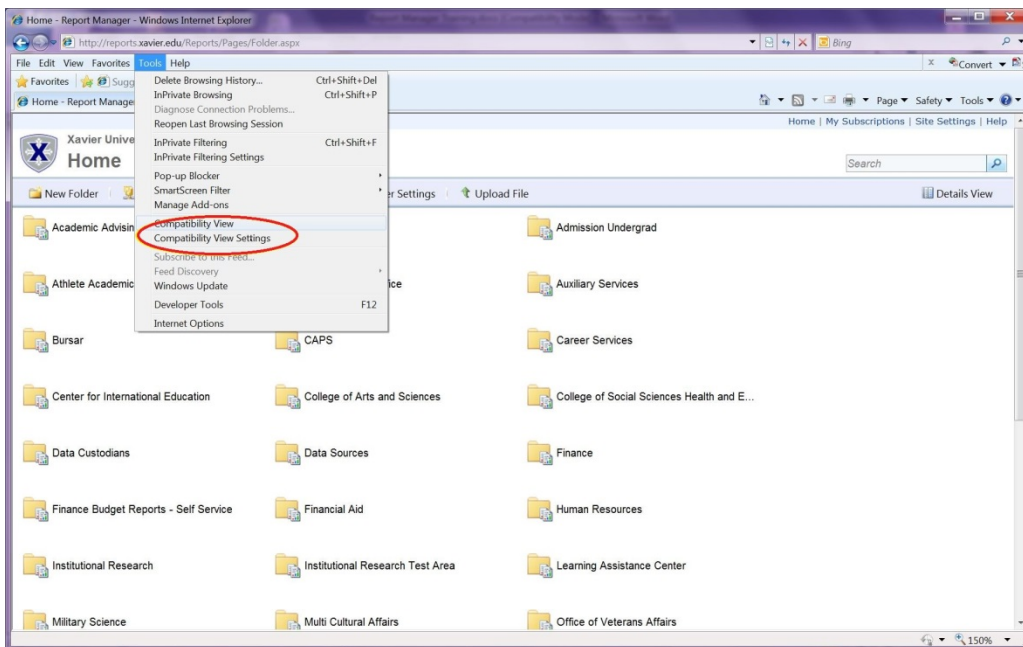 Home - Report Manager - Windows Internet Explorer
http://reports.xavier.edu/Reports/Pages/Folder.aspx
Bing
File Edit View Favorites Tools Help
x Convert
Favorites Sugg
Home - Report Manage
Page Safety Tools
Home | My Subscriptions | Site Settings | Help
Xavier Unive
Home
Search
New Folder
er Settings
Upload File
Details View
Delete Browsing History... Ctrl+Shift+Del
InPrivate Browsing Ctrl+Shift+P
Diagnose Connection Problems...
Reopen Last Browsing Session
InPrivate Filtering Ctrl+Shift+F
InPrivate Filtering Settings
Pop-up Blocker
SmartScreen Filter
Manage Add-ons
Compatibility View
Compatibility View Settings
Subscribe to this Feed...
Feed Discovery
Windows Update
Developer Tools F12
Internet Options
Academic Advisin
Admission Undergrad
Athlete Academic
ice
Auxiliary Services
Bursar
CAPS
Career Services
Center for International Education
College of Arts and Sciences
College of Social Sciences Health and E...
Data Custodians
Data Sources
Finance
Finance Budget Reports - Self Service
Financial Aid
Human Resources
Institutional Research
Institutional Research Test Area
Learning Assistance Center
Military Science
Multi Cultural Affairs
Office of Veterans Affairs
150%